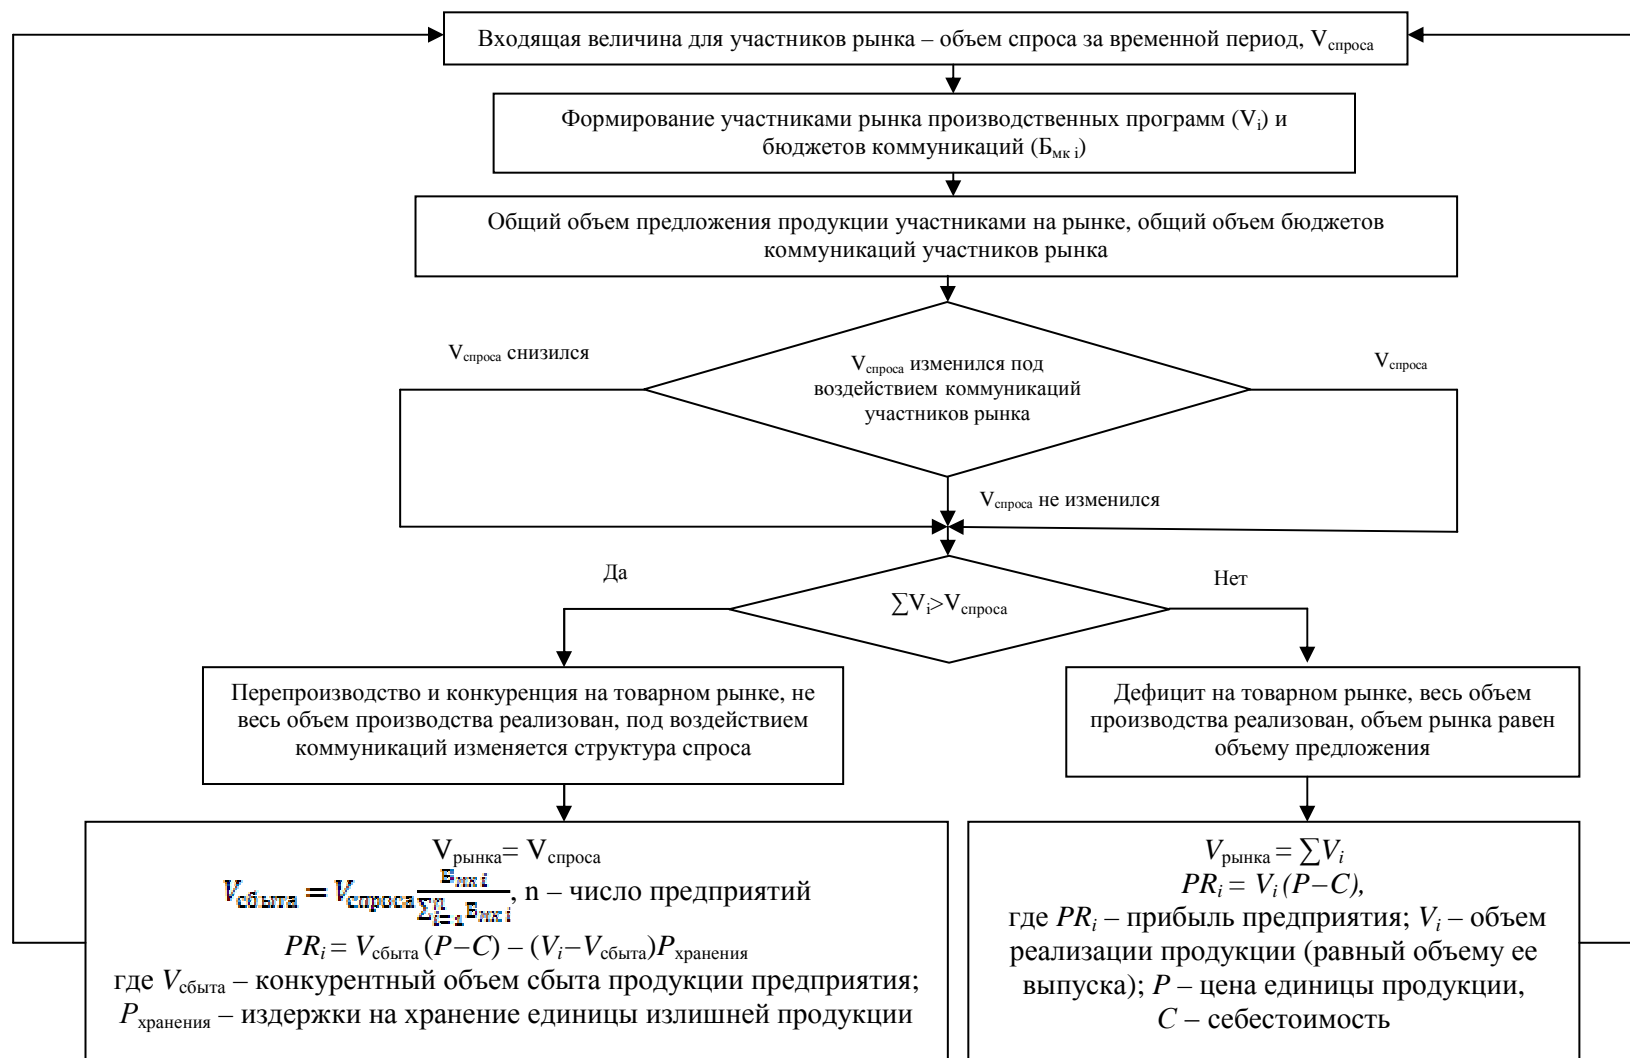 Входящая величина для участников рынка – объем спроса за временной период, Vспроса
Формирование участниками рынка производственных программ (Vi) и
бюджетов коммуникаций (Бмк i)
Общий объем предложения продукции участниками на рынке, общий объем бюджетов
коммуникаций участников рынка
Vспроса снизился
Vспроса изменился под
воздействием коммуникаций
участников рынка
Vспроса
Vспроса не изменился
Да
∑Vi>Vспроса
Нет
Перепроизводство и конкуренция на товарном рынке, не
весь объем производства реализован, под воздействием
коммуникаций изменяется структура спроса
Дефицит на товарном рынке, весь объем
производства реализован, объем рынка равен
объему предложения
Vрынка= Vспроса
Vсбыта = Vспроса Бмк i / ∑ni=1 Бмк i, n – число предприятий
PRi = Vсбыта (P–C) – (Vi–Vсбыта)Pхранения
где Vсбыта – конкурентный объем сбыта продукции предприятия;
Pхранения – издержки на хранение единицы излишней продукции
Vрынка = ∑Vi
PRi = Vi (P–C),
где PRi – прибыль предприятия; Vi – объем
реализации продукции (равный объему ее
выпуска); P – цена единицы продукции,
C – себестоимость